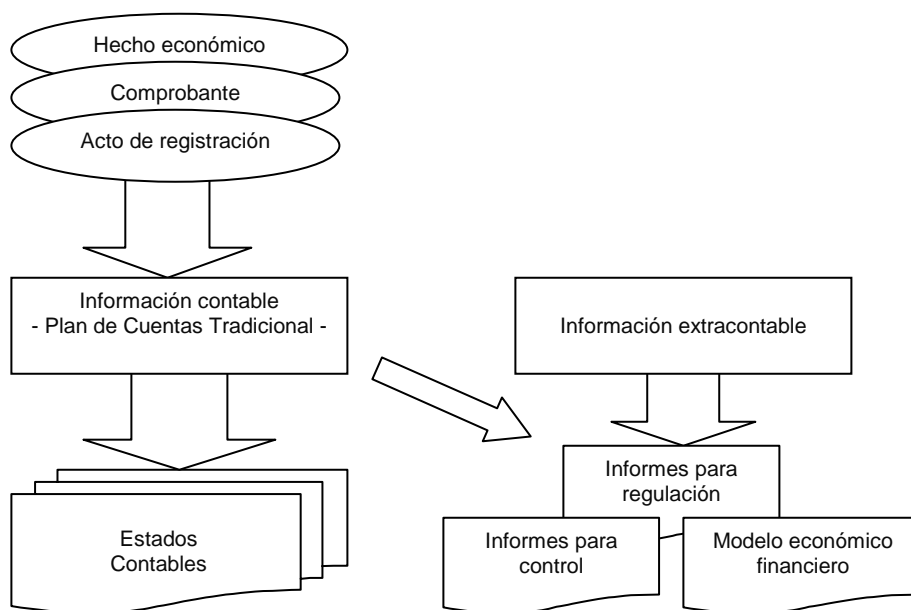 Hecho económico
Comprobante
Acto de registración
Información contable
- Plan de Cuentas Tradicional -
Información extracontable
Informes para
regulación
Estados
Contables
Informes para
control
Modelo económico
financiero